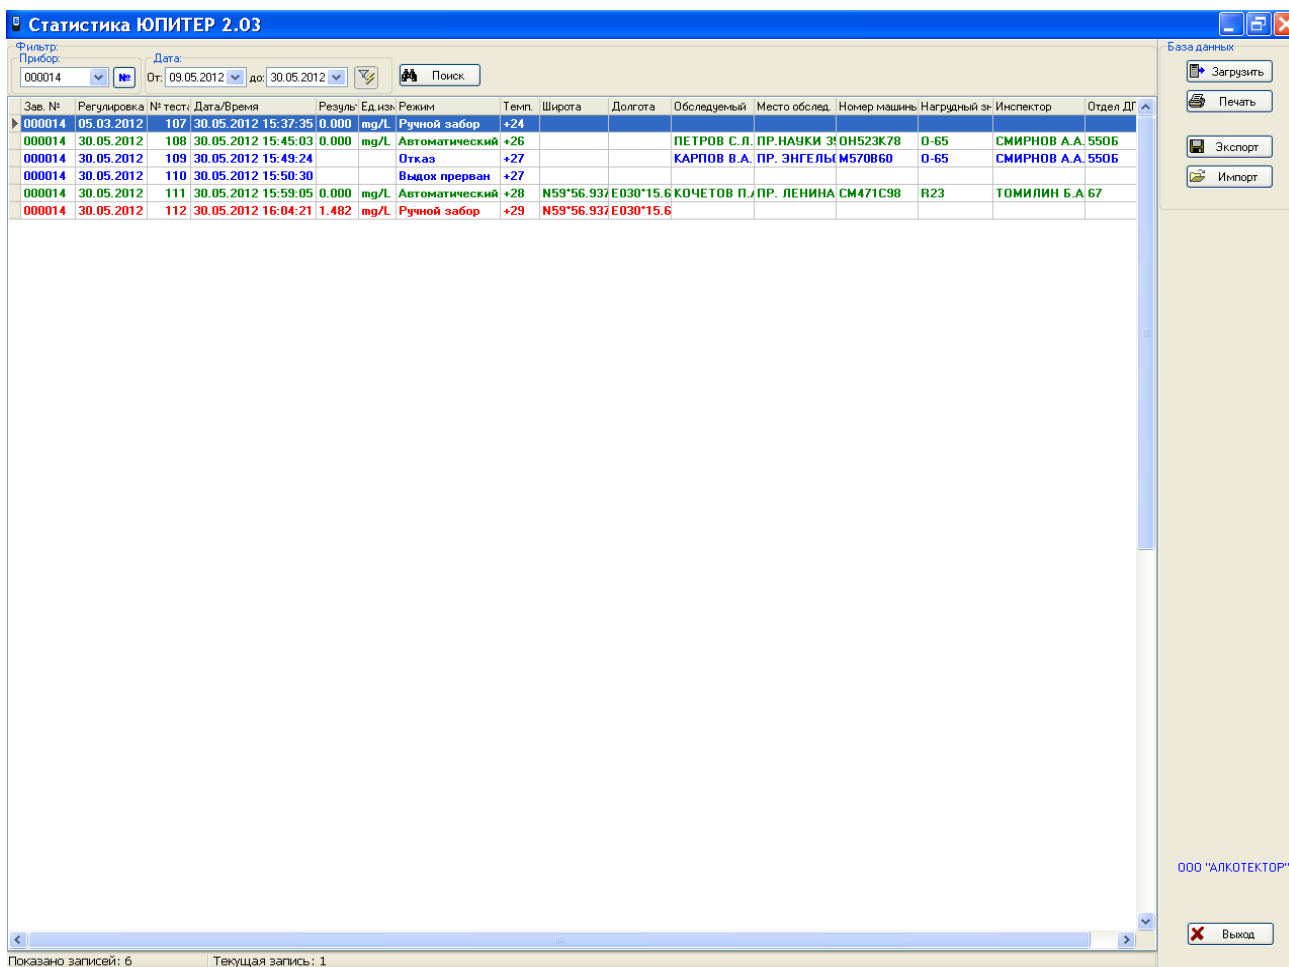 Статистика ЮПИТЕР 2.03
Фильтр:
Прибор:
Дата:
База данных
000014
№
От: 09.05.2012 до: 30.05.2012
Поиск
Загрузить
Печать
Экспорт
Импорт
Зав. № Регулировка № теста Дата/Время Резуль Ед.изм Режим Темп. Широта Долгота Обследуемый Место обслед. Номер машины Нагрудный зн Инспектор Отдел ДГ
000014 05.03.2012 107 30.05.2012 15:37:35 0.000 mg/L Ручной забор +24
000014 30.05.2012 108 30.05.2012 15:45:03 0.000 mg/L Автоматический +26 ПЕТРОВ С.Л. ПР.НАУКИ ОН523К78 0-65 СМИРНОВ А.А. 550Б
000014 30.05.2012 109 30.05.2012 15:49:24 Отказ +27 КАРПОВ В.А. ПР. ЭНГЕЛЬ М570В60 0-65 СМИРНОВ А.А. 550Б
000014 30.05.2012 110 30.05.2012 15:50:30 Выдох прерван +27
000014 30.05.2012 111 30.05.2012 15:59:05 0.000 mg/L Автоматический +28 N59*56.937 E030*15.6 КОЧЕТОВ П. ПР. ЛЕНИНА СМ471С98 R23 ТОМИЛИН Б.А 67
000014 30.05.2012 112 30.05.2012 16:04:21 1.482 mg/L Ручной забор +29 N59*56.937 E030*15.6
ООО "АЛКОТЕКТОР"
Выход
Показано записей: 6 Текущая запись: 1